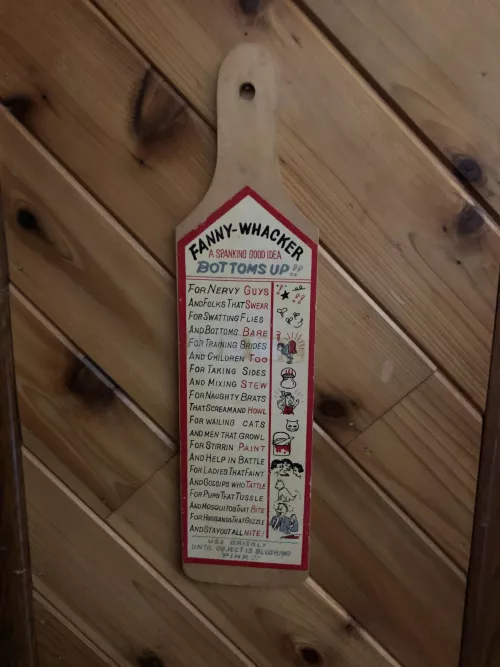 FANNY-WHACKER
A SPANKING GOOD IDEA
BOTTOMS UP!!
FOR NERVY GUYS
AND FOLKS THAT SWEAR
FOR SWATTING FLIES
AND BOTTOMS BARE
FOR TRAINING BRIDES
AND CHILDREN TOO
FOR TAKING SIDES
AND MIXING STEW
FOR NAUGHTY BRATS
THAT SCREAM AND HOWL
FOR WAILING CATS
AND MEN THAT GROWL
FOR STIRRIN PAINT
AND HELP IN BATTLE
FOR LADIES THAT FAINT
AND GOSSIPS WHO TATTLE
FOR PUPS THAT TUSSLE
AND MOSQUITOS THAT BITE
FOR HUSBANDS THAT GUZZLE
AND STAY OUT ALL NITE!
USE BRISKLY
UNTIL OBJECT IS BLUSHING
PINK!!